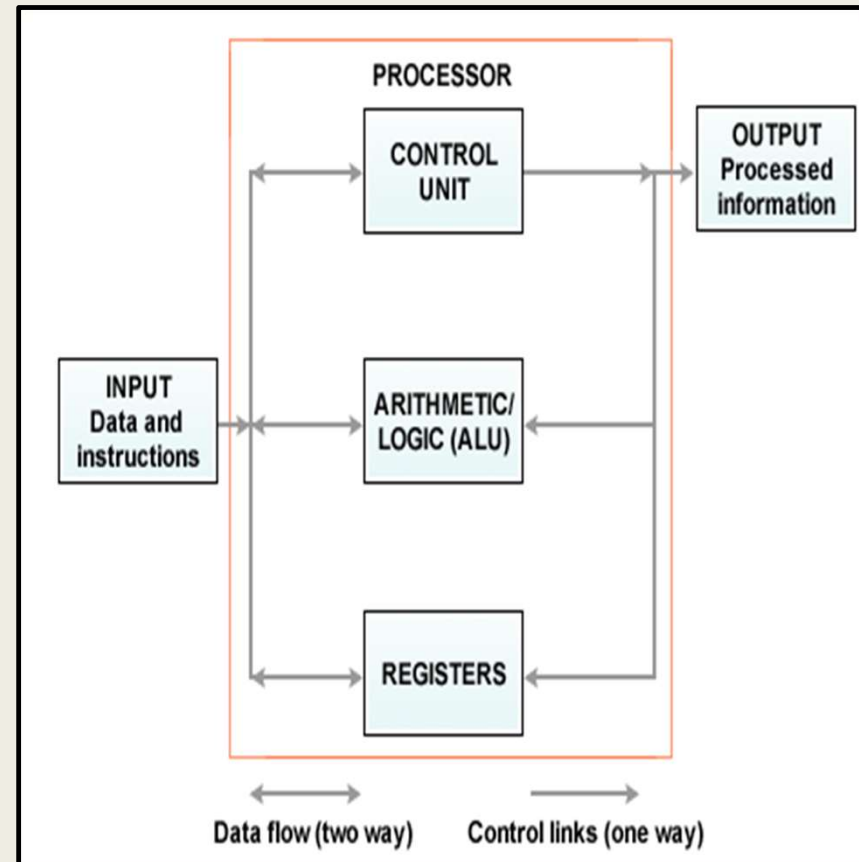 PROCESSOR
CONTROL
UNIT
OUTPUT
Processed
information
INPUT
Data and
instructions
ARITHMETIC/
LOGIC (ALU)
REGISTERS
Data flow (two way)
Control links (one way)